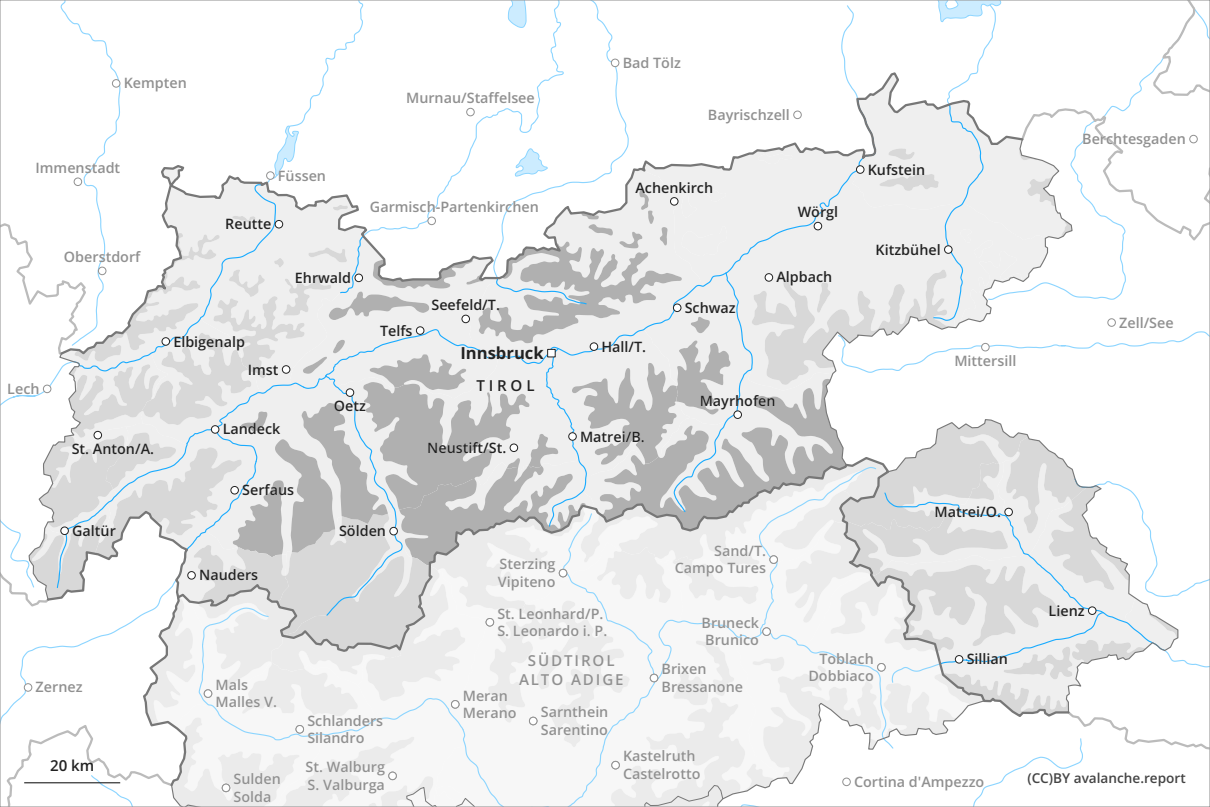 Kempten
Bad Tölz
Murnau/Staffelsee
Bayrischzell
Berchtesgaden
Immenstadt
Füssen
Kufstein
Achenkirch
Garmisch-Partenkirchen
Wörgl
Reutte
Oberstdorf
Kitzbühel
Ehrwald
Alpbach
Seefeld/T.
Schwaz
Telfs
Zell/See
Elbigenalp
Innsbruck
Hall/T.
Mittersill
Imst
TIROL
Lech
Oetz
Mayrhofen
Landeck
Matrei/B.
St. Anton/A.
Neustift/St.
Serfaus
Matrei/O.
Galtür
Sölden
Sterzing
Vipiteno
Sand/T.
Campo Tures
Nauders
Lienz
St. Leonhard/P.
S. Leonardo i. P.
Bruneck
Brunico
SÜDTIROL
ALTO ADIGE
Toblach
Dobbiaco
Sillian
Zernez
Mals
Malles V.
Brixen
Bressanone
Meran
Merano
Sarnthein
Sarentino
Schlanders
Silandro
Kastelruth
Castelrotto
St. Walburg
S. Valburga
20 km
Sulden
Solda
Cortina d'Ampezzo
(CC)BY avalanche.report